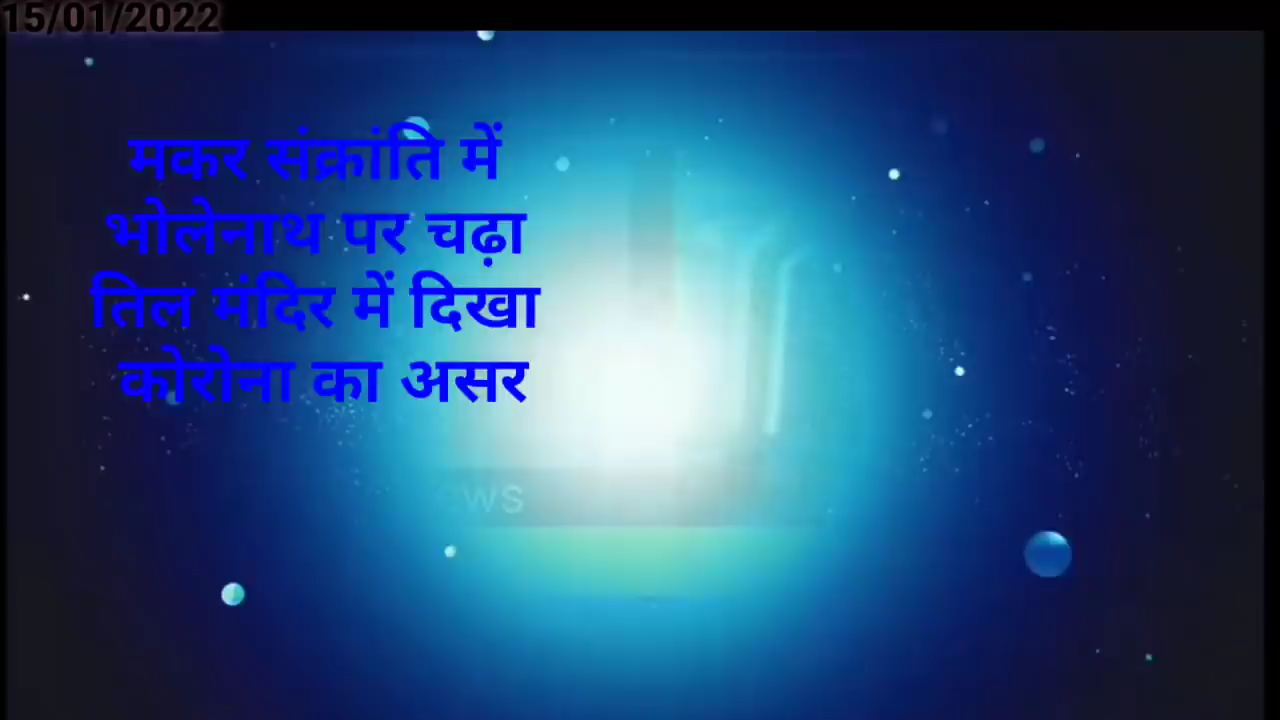 15/01/2022
मकर संक्रांति में
भोलेनाथ पर चढ़ा
तिल मंदिर में दिखा
कोरोना का असर